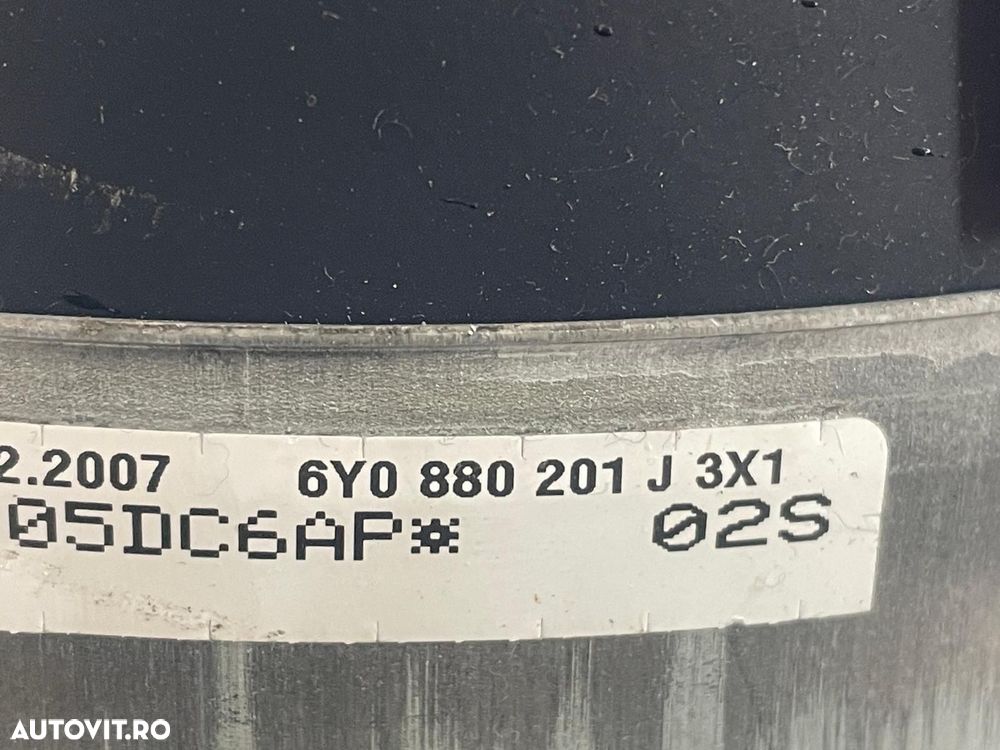 2.2007 6Y0 880 201 J 3X1
05DC6AP* 02S
AUTOVIT.RO